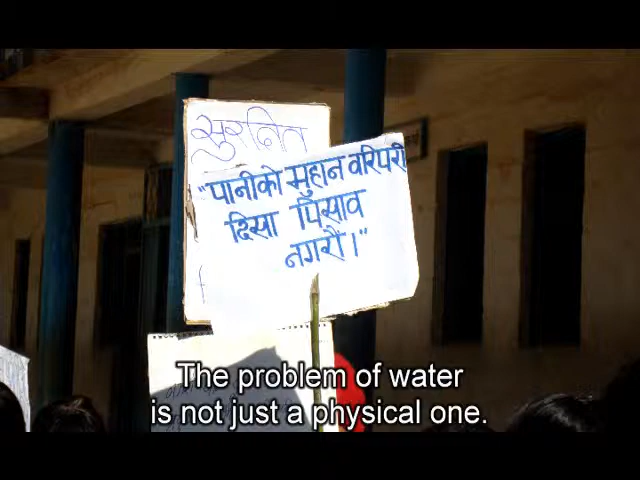 सुरक्षित
"पानीको मुहान वरिपरी
दिसा पिसाव
नगरौं।"
The problem of water
is not just a physical one.